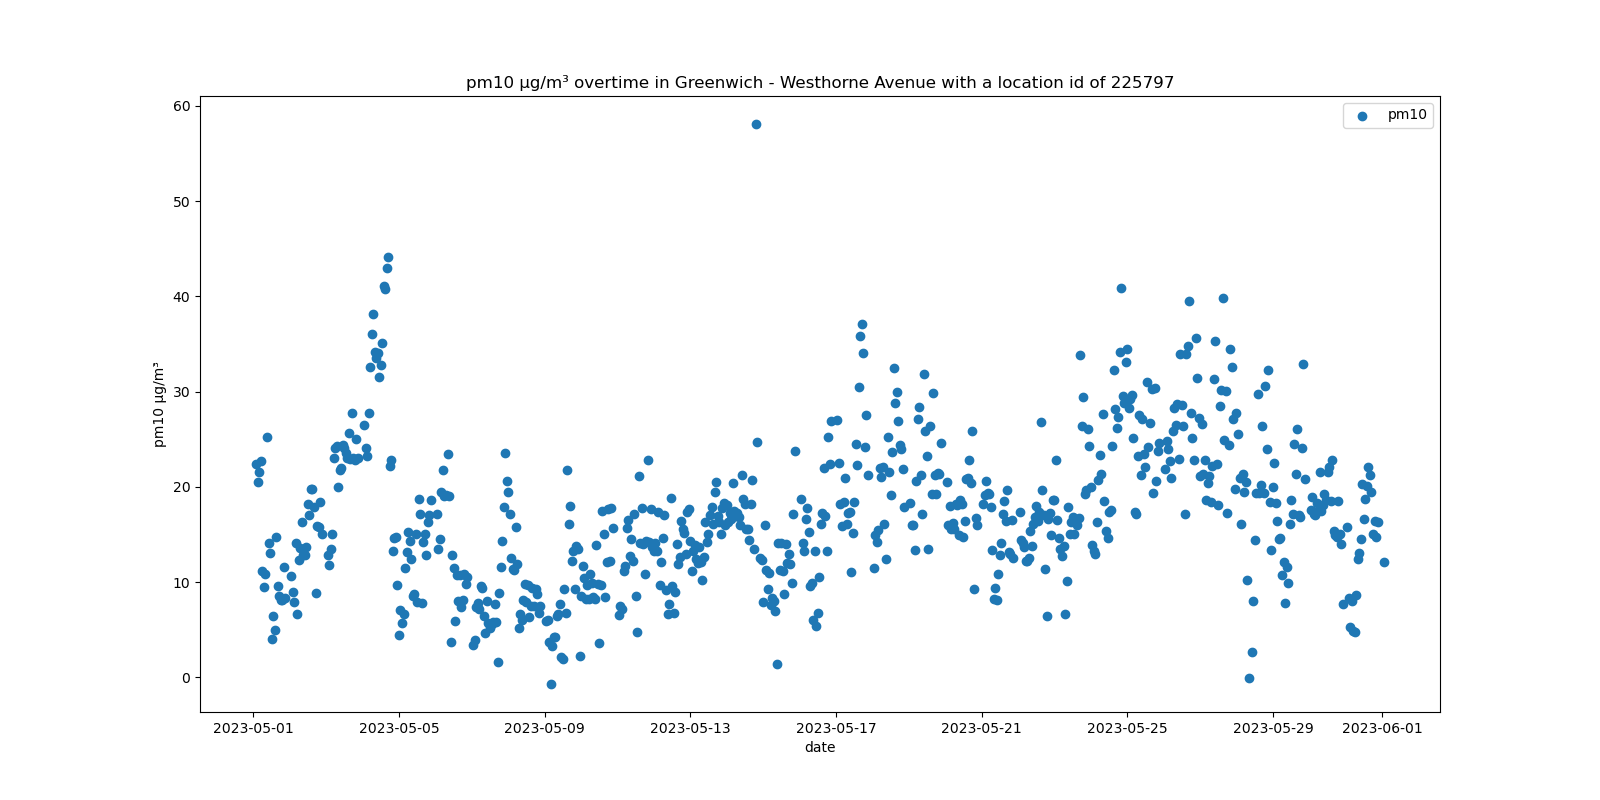 pm10 μg/m³ overtime in Greenwich - Westhorne Avenue with a location id of 225797
pm10
60
50
40
30
20
10
0
pm10 μg/m³
2023-05-01 2023-05-05 2023-05-09 2023-05-13 2023-05-17 2023-05-21 2023-05-25 2023-05-29 2023-06-01
date